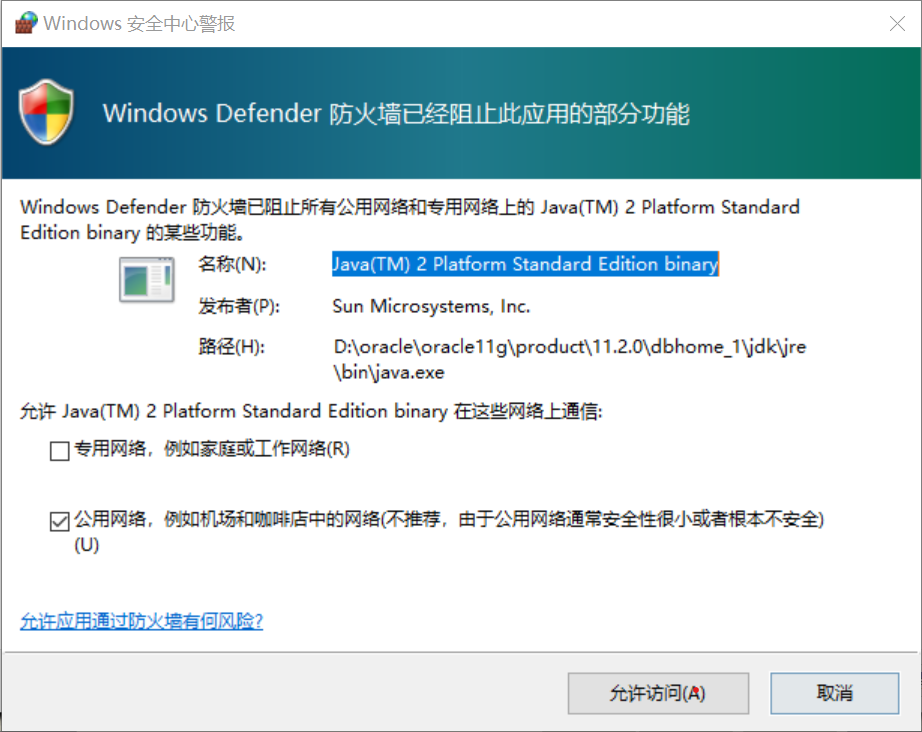 Windows 安全中心警报
Windows Defender 防火墙已经阻止此应用的部分功能
Windows Defender 防火墙已阻止所有公用网络和专用网络上的 Java(TM) 2 Platform Standard
Edition binary 的某些功能。
名称(N): Java(TM) 2 Platform Standard Edition binary
发布者(P): Sun Microsystems, Inc.
路径(H): D:\oracle\oracle11g\product\11.2.0\dbhome_1\jdk\jre
\bin\java.exe
允许 Java(TM) 2 Platform Standard Edition binary 在这些网络上通信:
专用网络，例如家庭或工作网络(R)
公用网络，例如机场和咖啡店中的网络(不推荐，由于公用网络通常安全性很小或者根本不安全)
(U)
允许应用通过防火墙有何风险?
允许访问(A) 取消